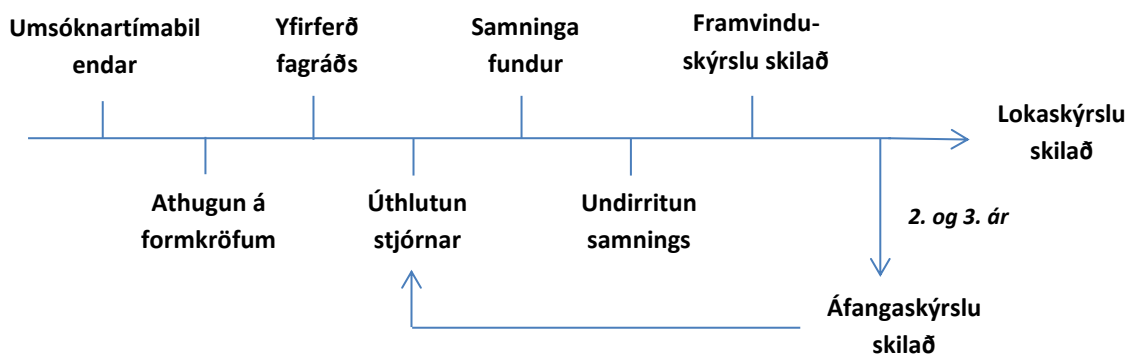 Umsóknartímabil
endar
Yfirferð
fagráðs
Samninga
fundur
Framvindu-
skýrslu skilað
Lokaskýrslu
skilað
Athugun á
formkröfum
Úthlutun
stjórnar
Undirritun
samnings
2. og 3. ár
Áfangaskýrslu
skilað